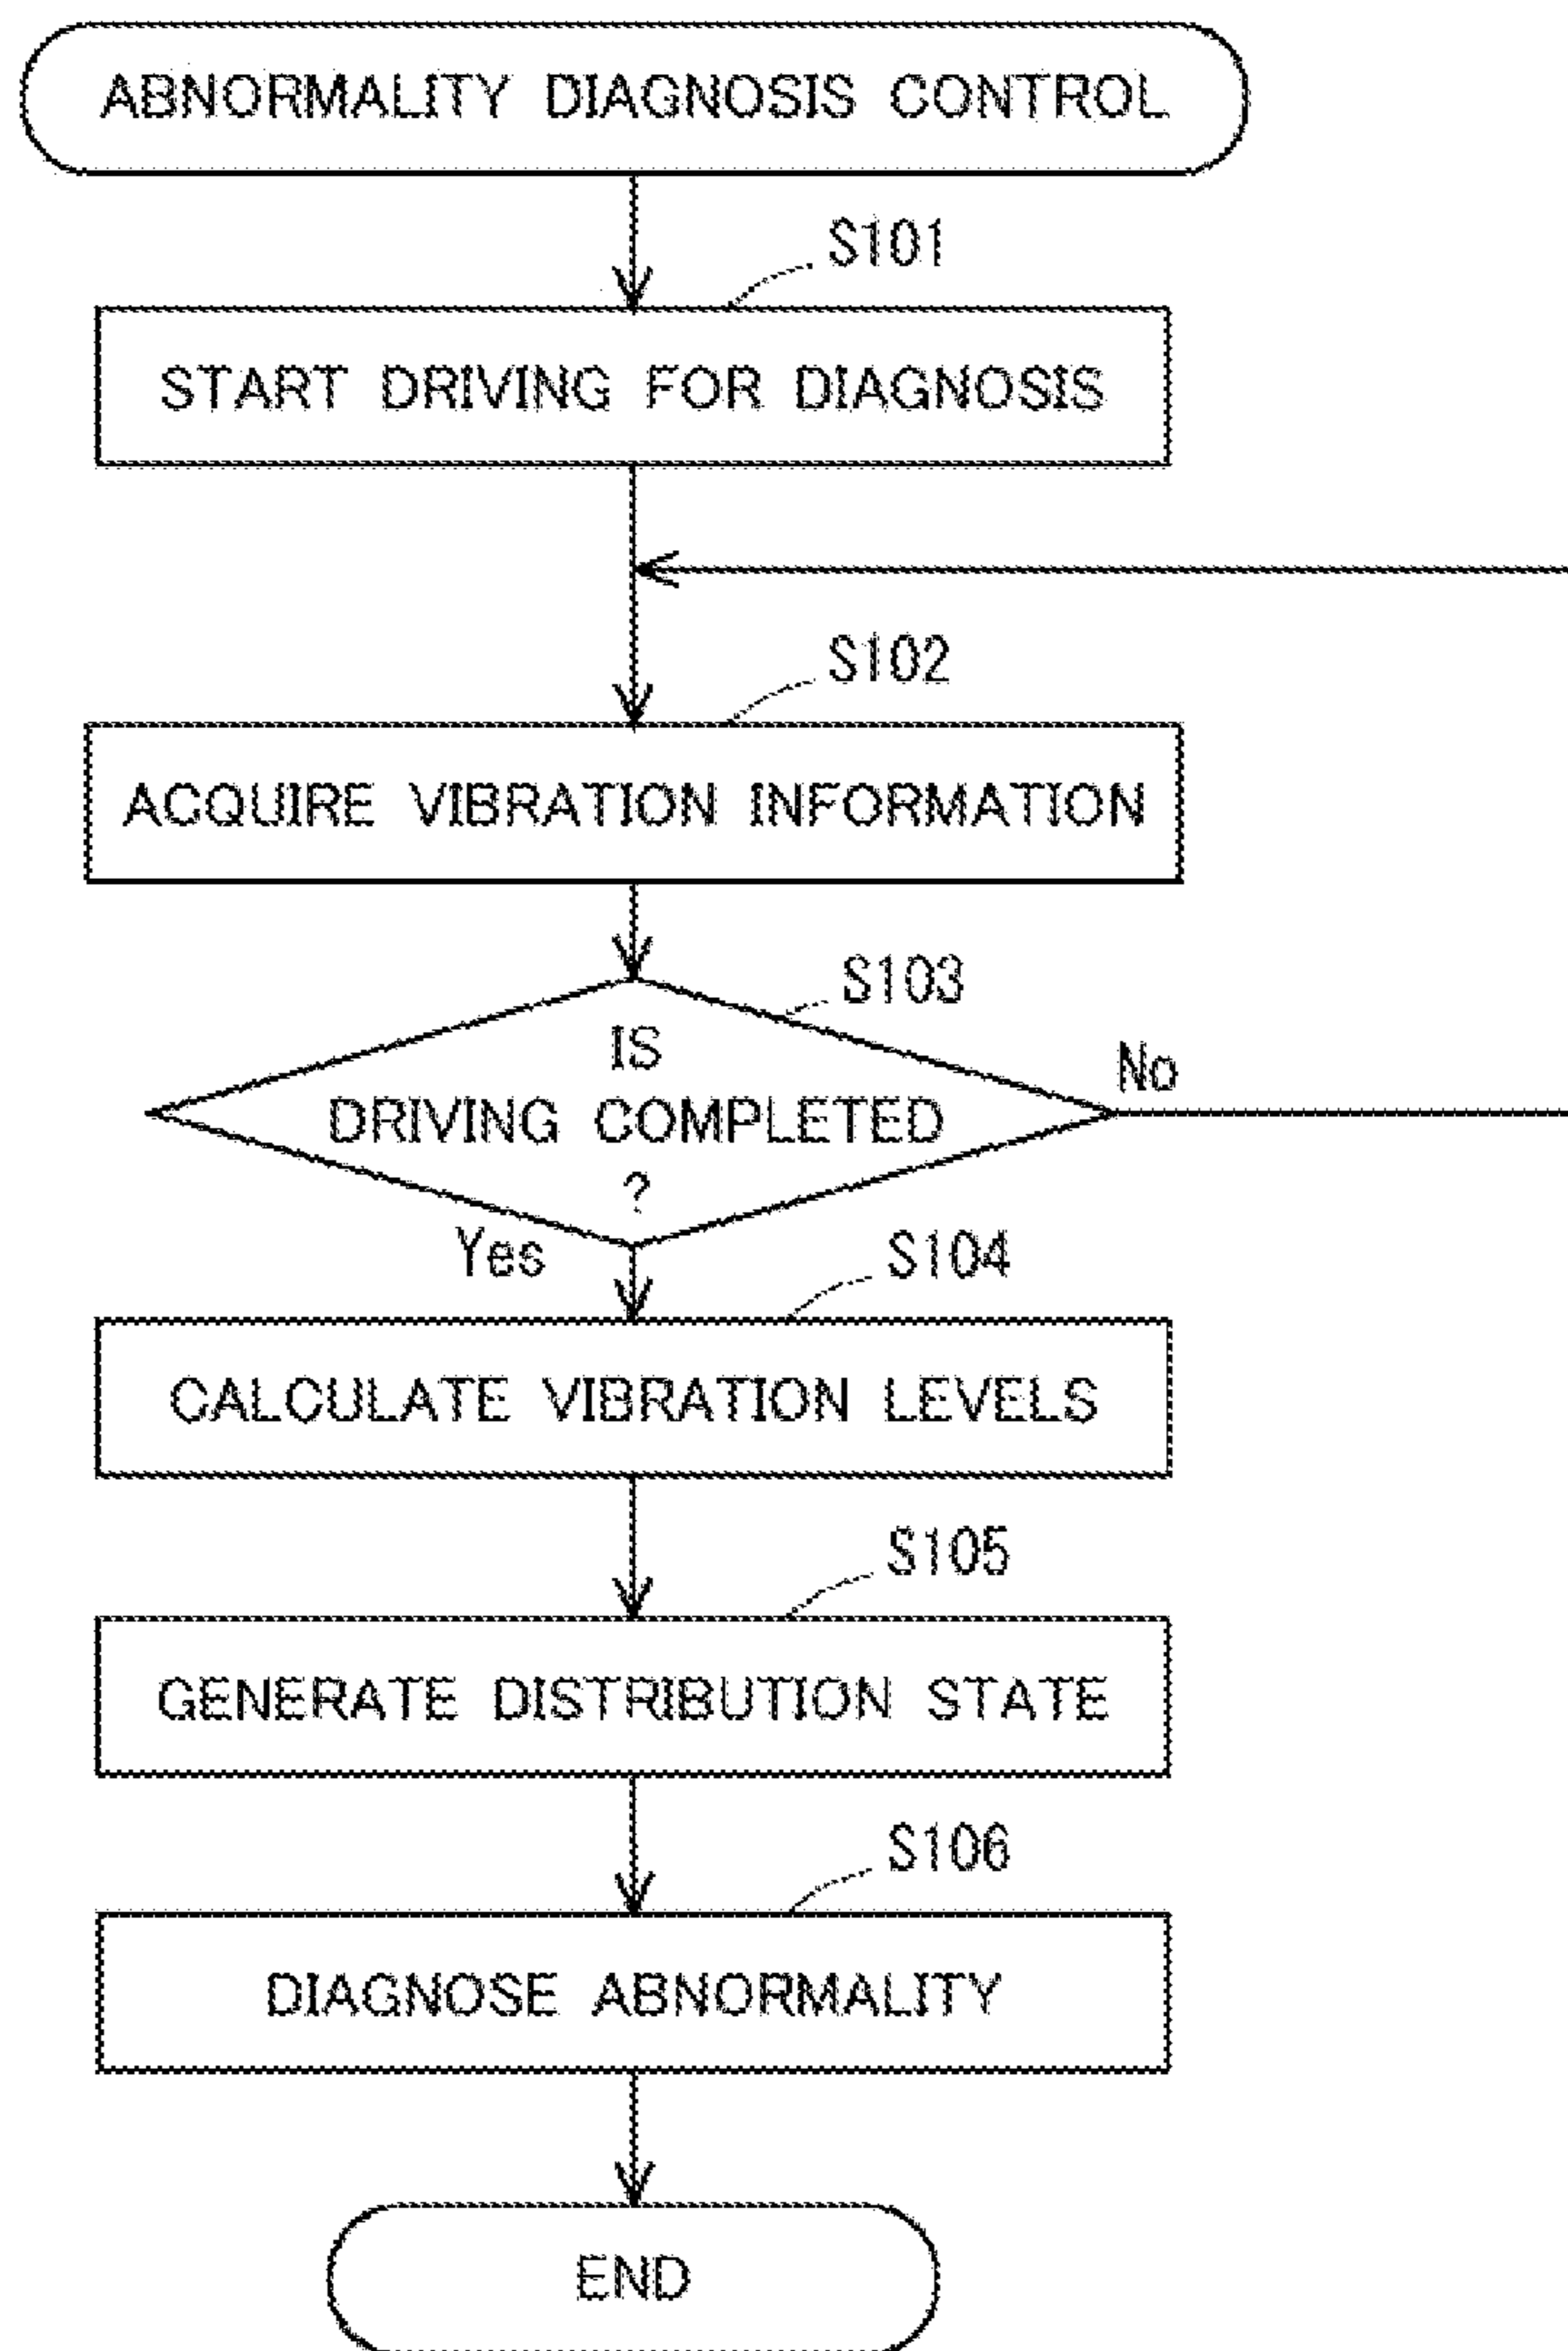 ABNORMALITY DIAGNOSIS CONTROL
S101
START DRIVING FOR DIAGNOSIS
S102
ACQUIRE VIBRATION INFORMATION
S103
IS
DRIVING COMPLETED
?
No
Yes
S104
CALCULATE VIBRATION LEVELS
S105
GENERATE DISTRIBUTION STATE
S106
DIAGNOSE ABNORMALITY
END